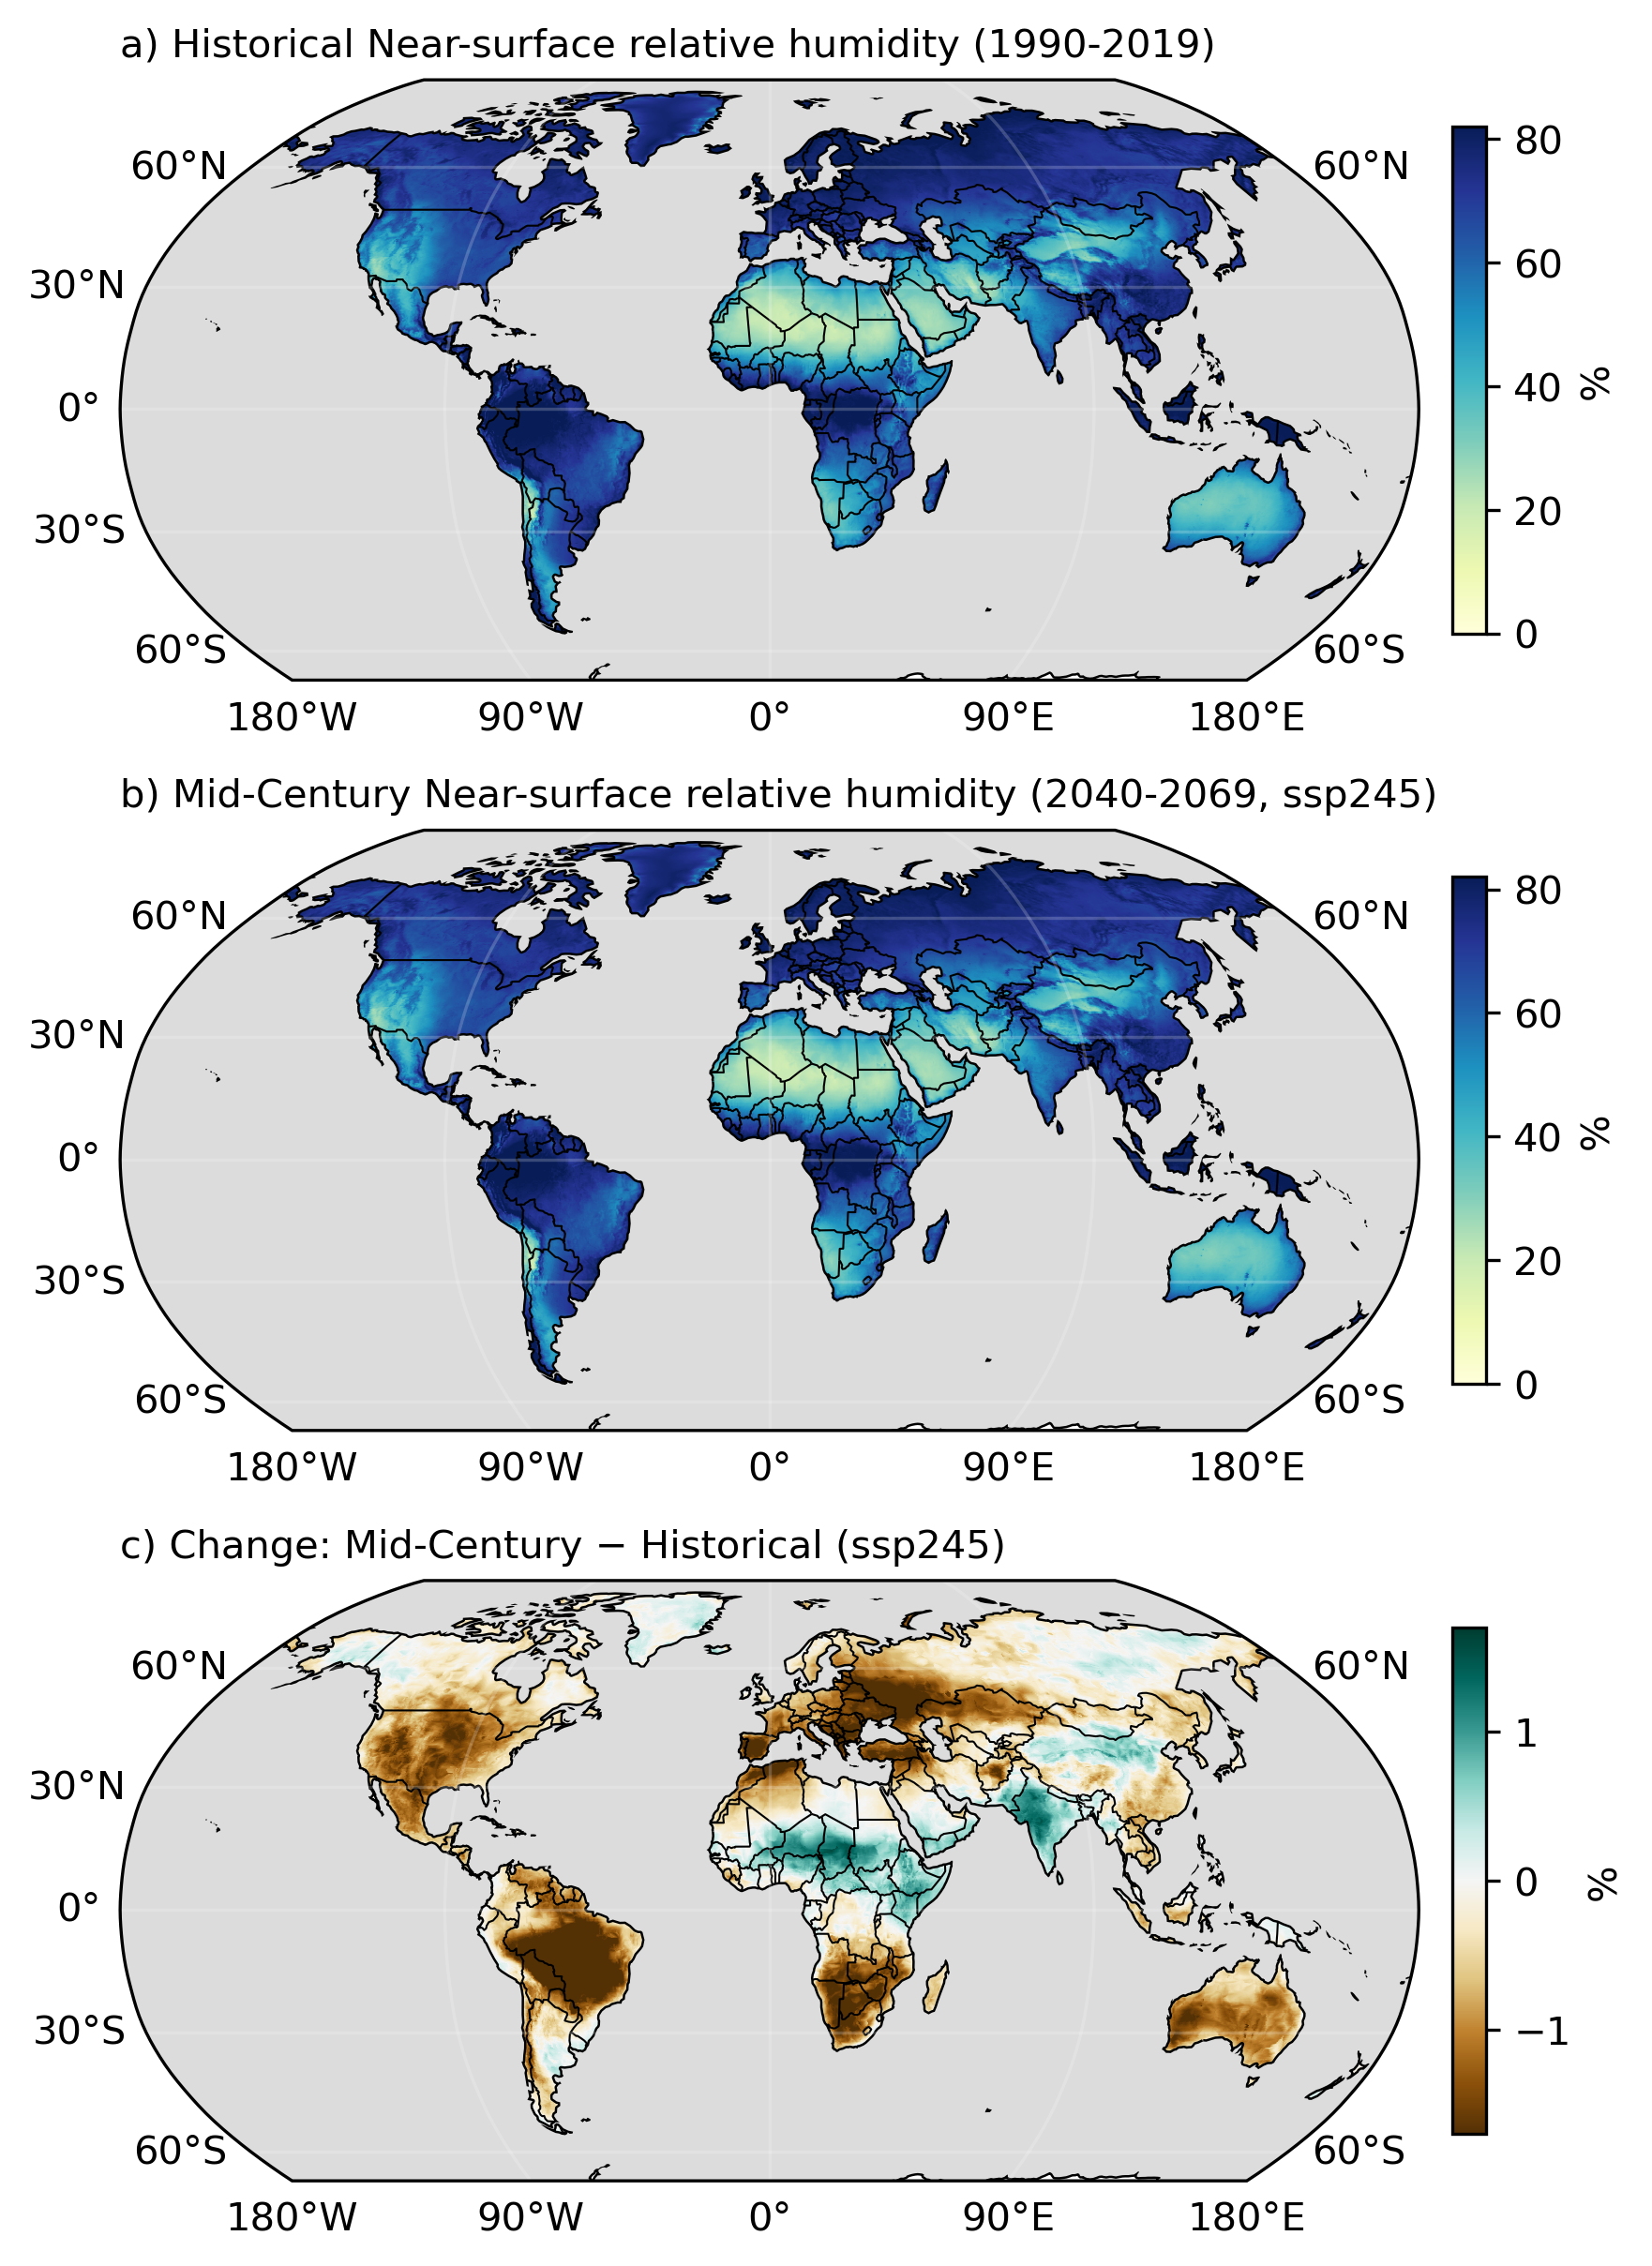 a) Historical Near-surface relative humidity (1990-2019)
60°N 60°N
30°N
0°
30°S
60°S 60°S
180°W 90°W 0° 90°E 180°E
80
60
40
20
0
%
b) Mid-Century Near-surface relative humidity (2040-2069, ssp245)
60°N 60°N
30°N
0°
30°S
60°S 60°S
180°W 90°W 0° 90°E 180°E
80
60
40
20
0
%
c) Change: Mid-Century − Historical (ssp245)
60°N 60°N
30°N
0°
30°S
60°S 60°S
180°W 90°W 0° 90°E 180°E
1
0
−1
%